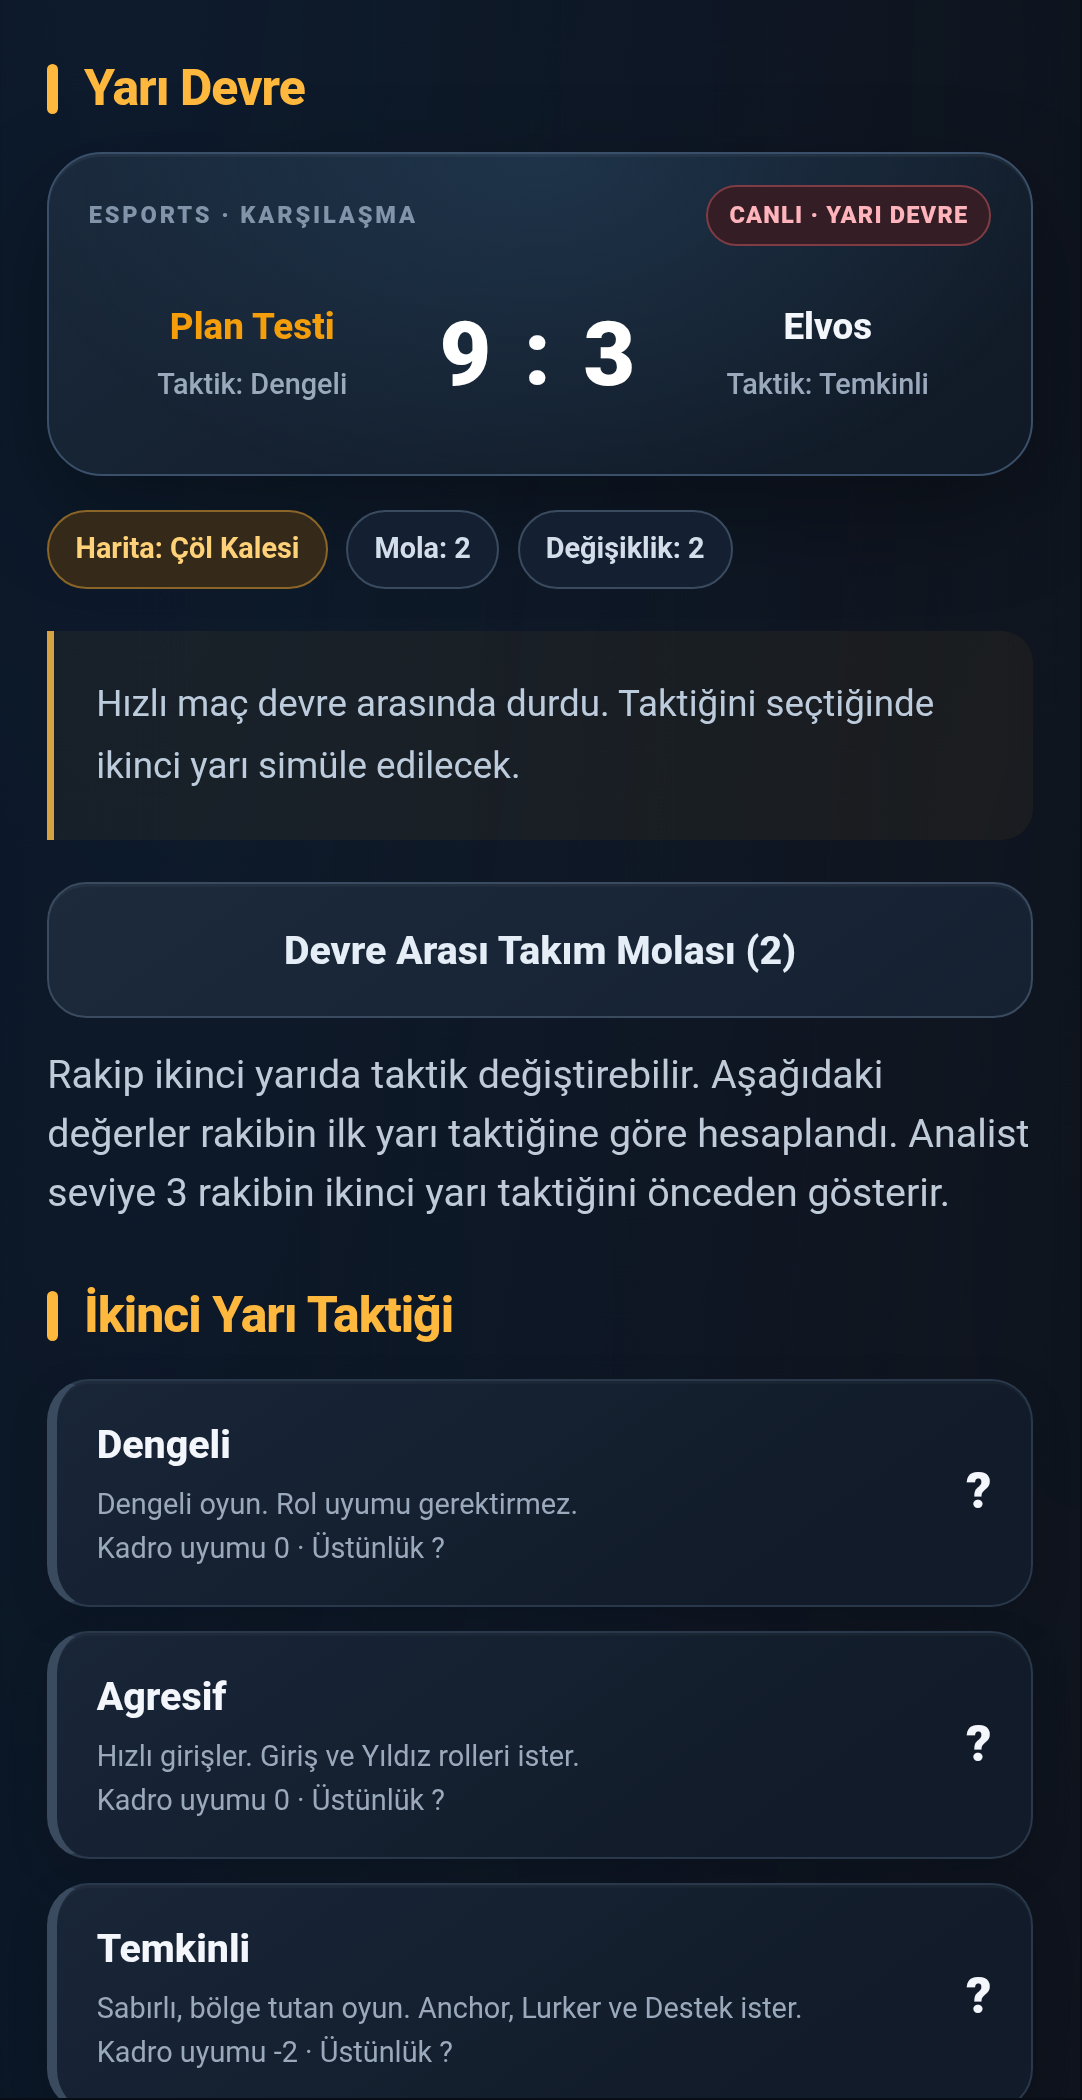 Yarı Devre
ESPORTS · KARŞILAŞMA
CANLI · YARI DEVRE
Plan Testi
9 : 3
Elvos
Taktik: Dengeli
Taktik: Temkinli
Harita: Çöl Kalesi
Mola: 2
Değişiklik: 2
Hızlı maç devre arasında durdu. Taktiğini seçtiğinde
ikinci yarı simüle edilecek.
Devre Arası Takım Molası (2)
Rakip ikinci yarıda taktik değiştirebilir. Aşağıdaki
değerler rakibin ilk yarı taktiğine göre hesaplandı. Analist
seviye 3 rakibin ikinci yarı taktiğini önceden gösterir.
İkinci Yarı Taktiği
Dengeli
Dengeli oyun. Rol uyumu gerektirmez.
Kadro uyumu 0 · Üstünlük ?
?
Agresif
Hızlı girişler. Giriş ve Yıldız rolleri ister.
Kadro uyumu 0 · Üstünlük ?
?
Temkinli
Sabırlı, bölge tutan oyun. Anchor, Lurker ve Destek ister.
Kadro uyumu -2 · Üstünlük ?
?